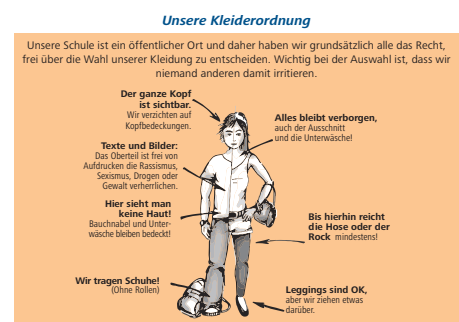 Unsere Kleiderordnung
Unsere Schule ist ein öffentlicher Ort und daher haben wir grundsätzlich alle das Recht,
frei über die Wahl unserer Kleidung zu entscheiden. Wichtig bei der Auswahl ist, dass wir
niemand anderen damit irritieren.
Der ganze Kopf
ist sichtbar.
Wir verzichten auf
Kopfbedeckungen.
Alles bleibt verborgen,
auch der Ausschnitt
und die Unterwäsche!
Texte und Bilder:
Das Oberteil ist frei von
Aufdrucken die Rassismus,
Sexismus, Drogen oder
Gewalt verherrlichen.
Hier sieht man
keine Haut!
Bauchnabel und Unter-
wäsche bleiben bedeckt!
Bis hierhin reicht
die Hose oder der
Rock mindestens!
Wir tragen Schuhe!
(Ohne Rollen)
Leggings sind OK,
aber wir ziehen etwas
darüber.